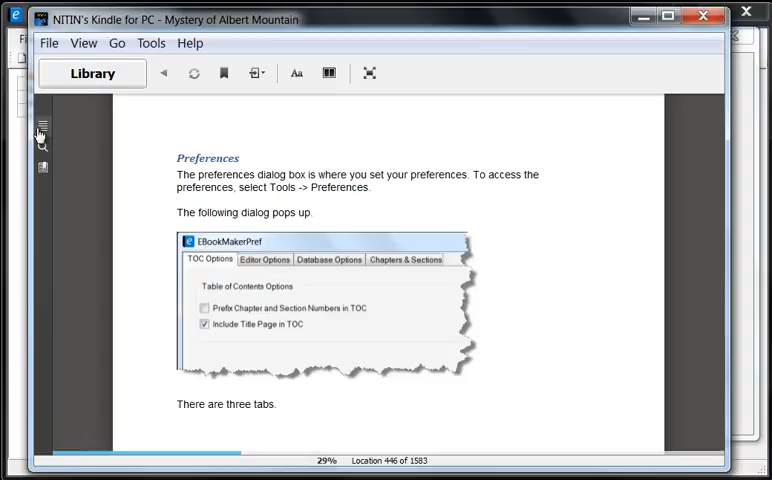 NITIN's Kindle for PC - Mystery of Albert Mountain
File View Go Tools Help
Library
Aa
Preferences
The preferences dialog box is where you set your preferences. To access the
preferences, select Tools -> Preferences.
The following dialog pops up.
EBookMakerPref
TOC Options Editor Options Database Options Chapters & Sections
Table of Contents Options
Prefix Chapter and Section Numbers in TOC
Include Title Page in TOC
There are three tabs.
29% Location 446 of 1583